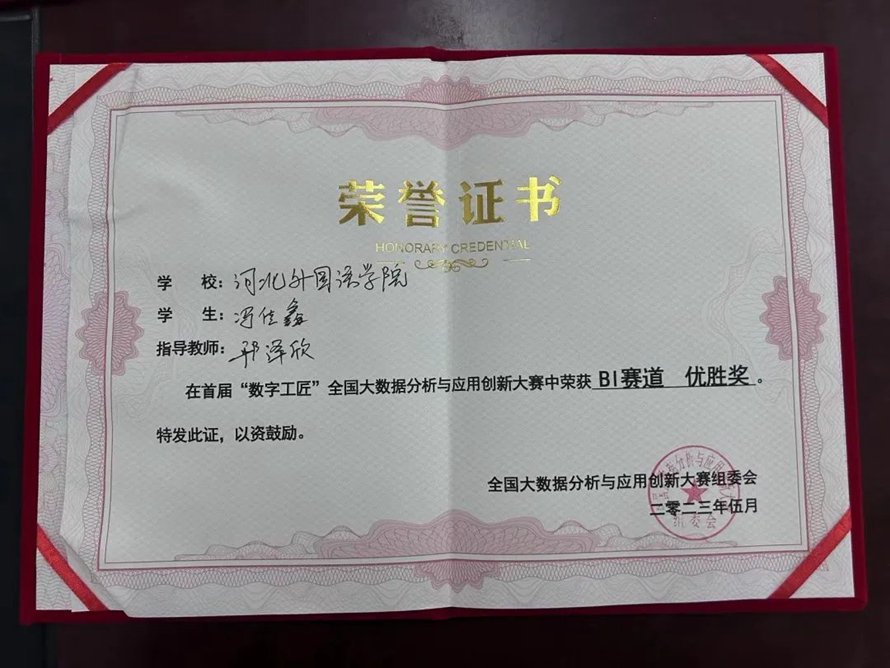 荣誉证书
HONORARY CREDENTIAL
学 校：河北外国语学院
学 生：冯佳鑫
指导教师：邢泽欣
在首届“数字工匠”全国大数据分析与应用创新大赛中荣获 BI赛道 优胜奖 。
特发此证，以资鼓励。
全国大数据分析与应用创新大赛组委会
二零二三年伍月
组委会